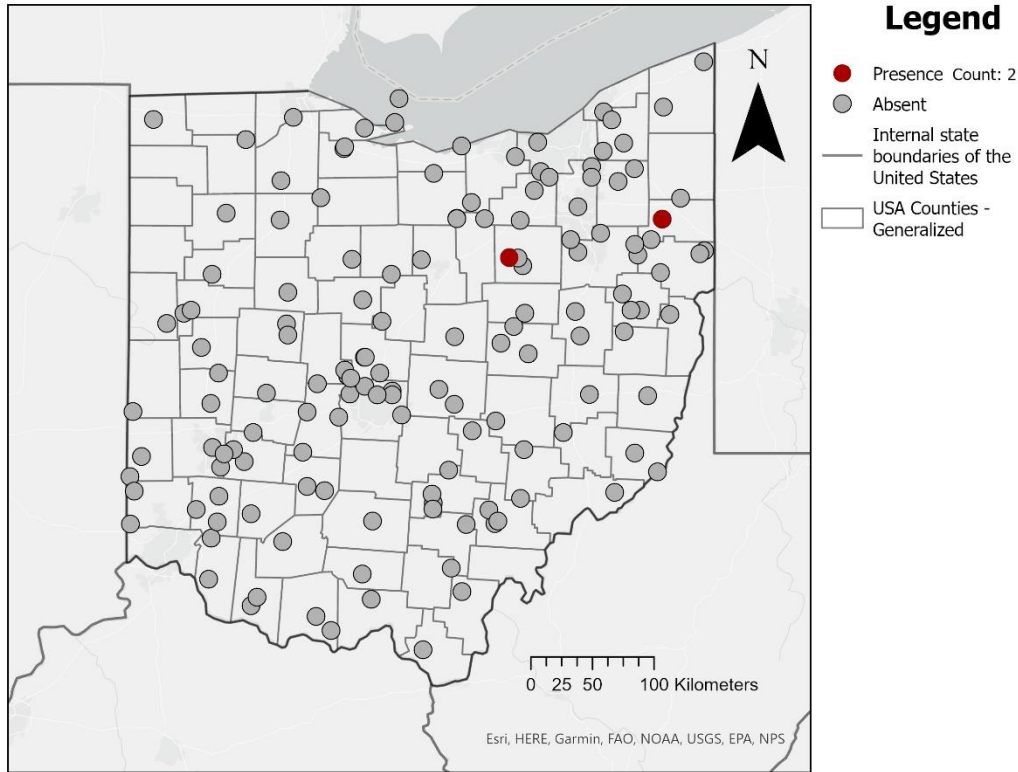 Legend
N
Presence Count: 2
Absent
Internal state
boundaries of the
United States
USA Counties -
Generalized
0 25 50 100 Kilometers
Esri, HERE, Garmin, FAO, NOAA, USGS, EPA, NPS